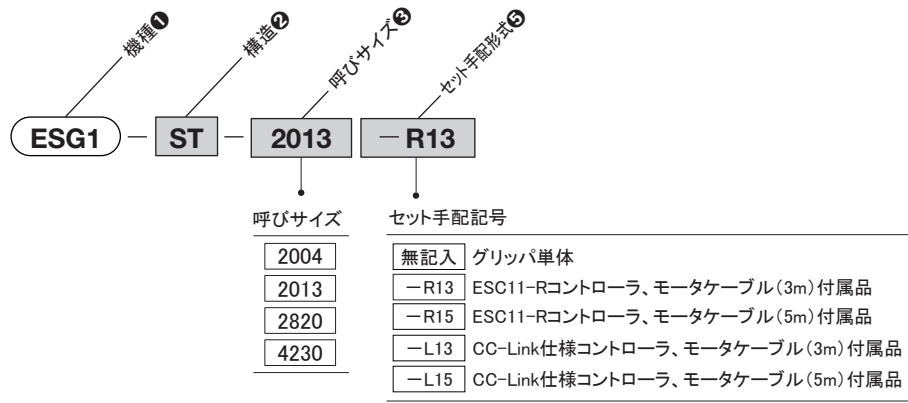 機種❶
構造❷
呼びサイズ❸
セット手配形式❺
ESG1 － ST － 2013 －R13
呼びサイズ
2004
2013
2820
4230
セット手配記号
無記入 グリッパ単体
－R13 ESC11-Rコントローラ、モータケーブル（3m）付属品
－R15 ESC11-Rコントローラ、モータケーブル（5m）付属品
－L13 CC-Link仕様コントローラ、モータケーブル（3m）付属品
－L15 CC-Link仕様コントローラ、モータケーブル（5m）付属品